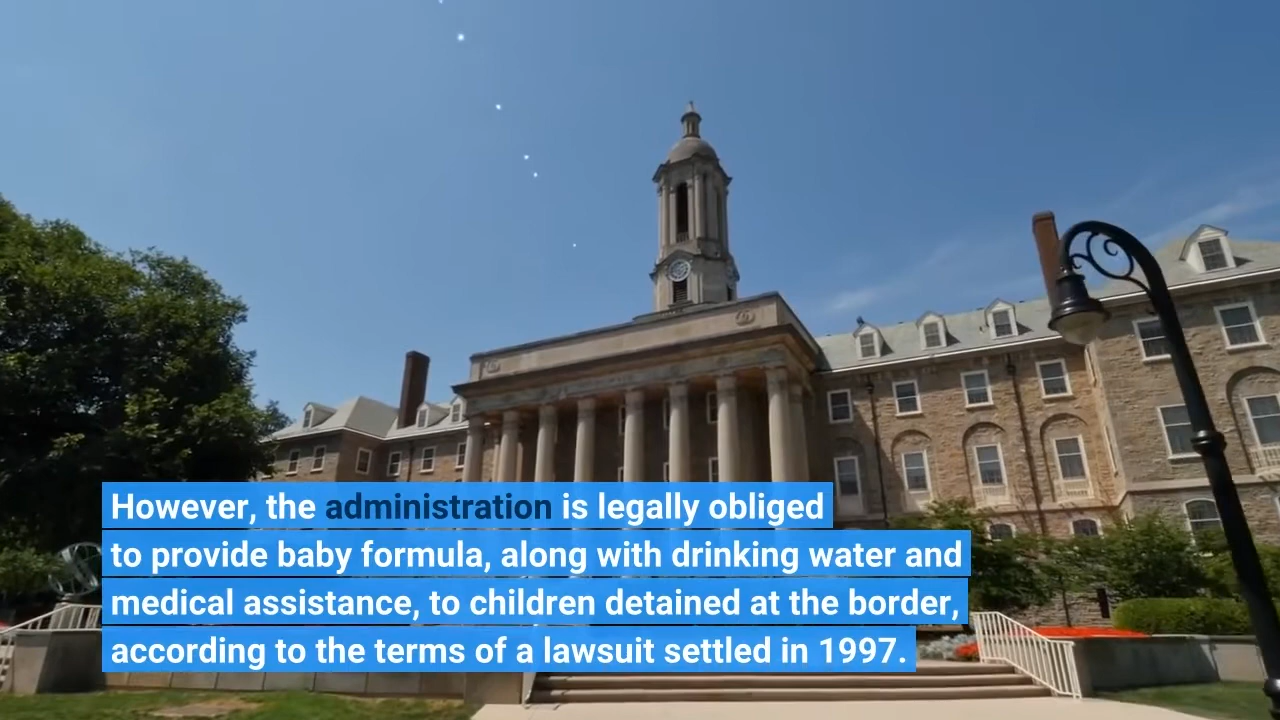 However, the administration is legally obliged
to provide baby formula, along with drinking water and
medical assistance, to children detained at the border,
according to the terms of a lawsuit settled in 1997.